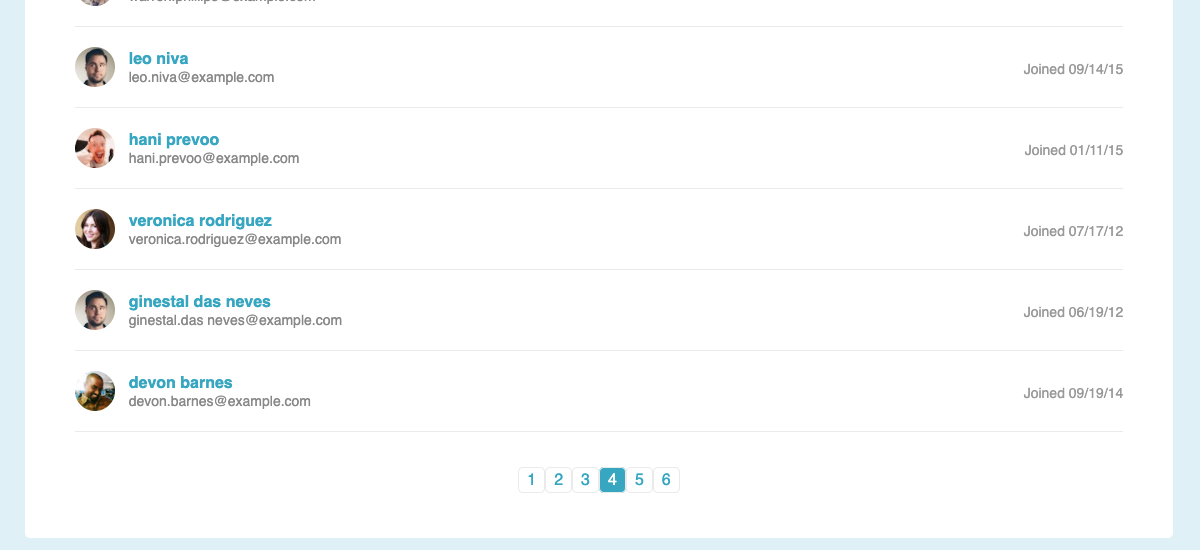 leo niva
leo.niva@example.com
Joined 09/14/15
hani prevoo
hani.prevoo@example.com
Joined 01/11/15
veronica rodriguez
veronica.rodriguez@example.com
Joined 07/17/12
ginestal das neves
ginestal.das neves@example.com
Joined 06/19/12
devon barnes
devon.barnes@example.com
Joined 09/19/14
1 2 3 4 5 6